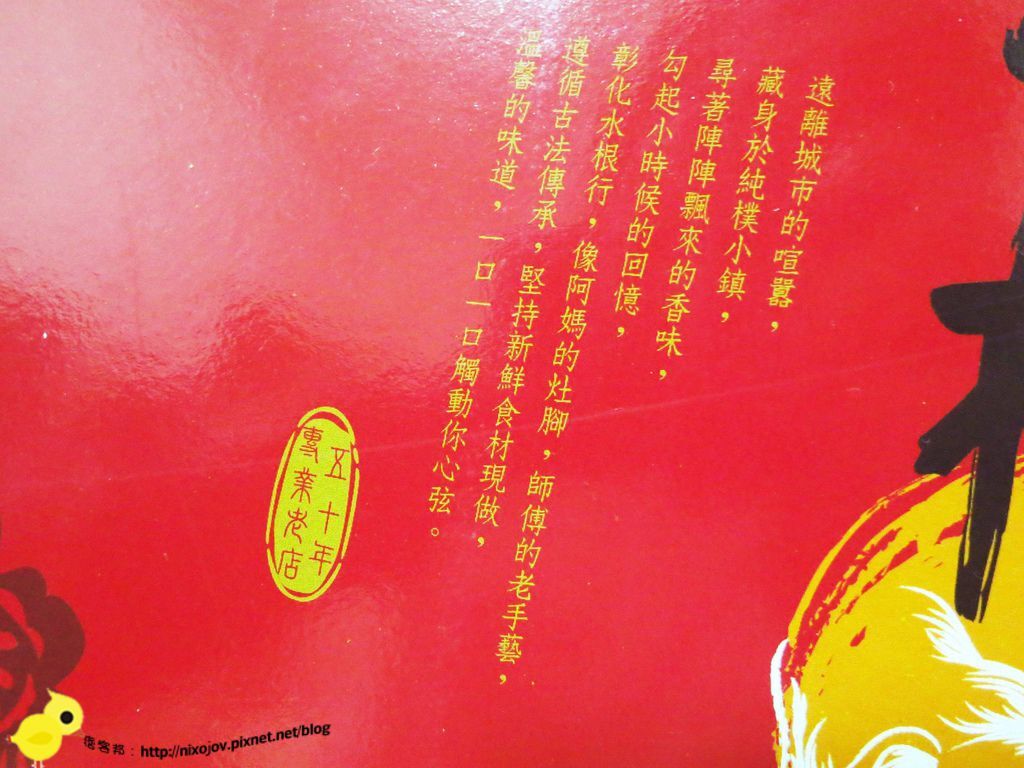 遠離城市的喧囂，
藏身於純樸小鎮，
尋著陣陣飄來的香味，
勾起小時候的回憶，
彰化水根行，像阿媽的灶腳，師傅的老手藝，
遵循古法傳承，堅持新鮮食材現做，
溫馨的味道，一口一口觸動你心弦。
五十年
專業老店
痞客邦：http://nixojov.pixnet.net/blog